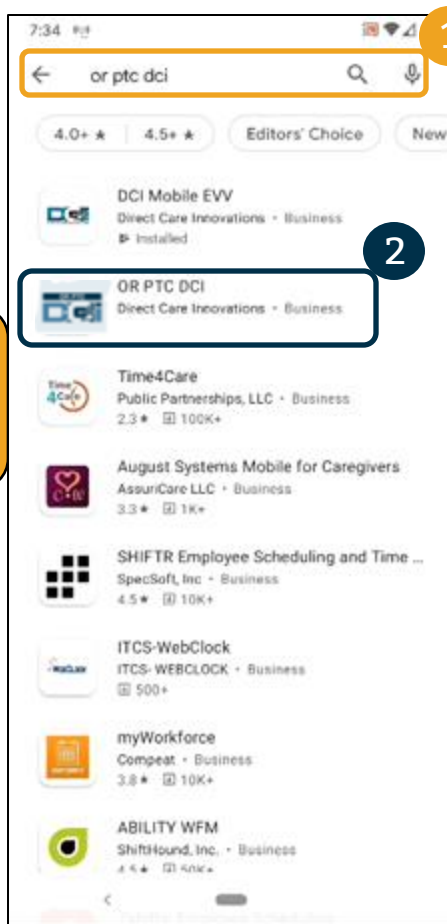 7:34
1
or ptc dci
4.0+ ★ 4.5+ ★ Editors' Choice New
DCI Mobile EVV
Direct Care Innovations • Business
Installed
2
OR PTC DCI
Direct Care Innovations • Business
Time4Care
Public Partnerships, LLC • Business
2.3 ★ 100K+
August Systems Mobile for Caregivers
AssuriCare LLC • Business
3.3 ★ 1K+
SHIFTR Employee Scheduling and Time ...
SpecSoft, Inc • Business
4.5 ★ 10K+
ITCS-WebClock
ITCS- WEBCLOCK • Business
500+
myWorkforce
Compeat • Business
3.8 ★ 10K+
ABILITY WFM
ShiftHound, Inc. • Business
4.5 ★ 50K+